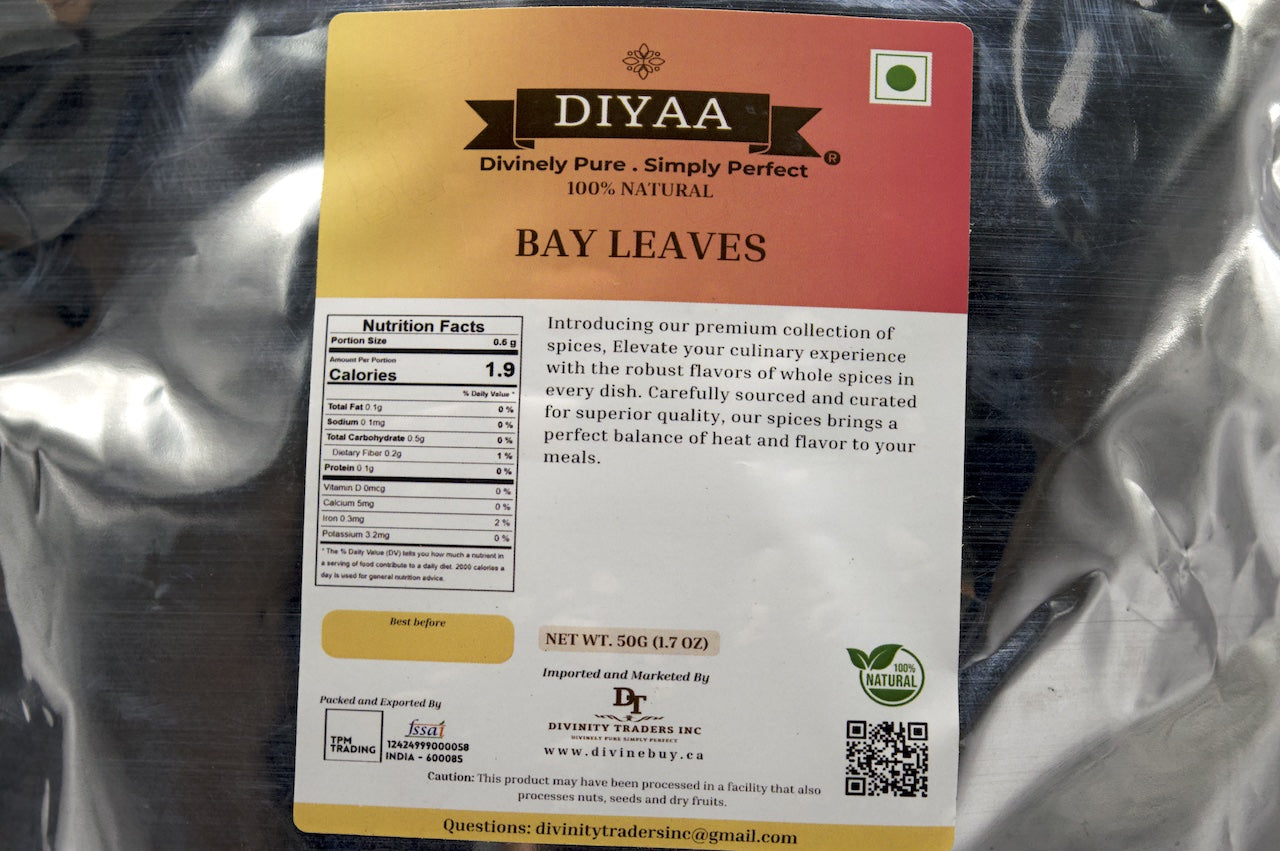 DIYAA
®
Divinely Pure . Simply Perfect
100% NATURAL
BAY LEAVES
Nutrition Facts
Portion Size 0.6 g
Amount Per Portion
Calories 1.9
% Daily Value *
Total Fat 0.1g 0 %
Sodium 0.1mg 0 %
Total Carbohydrate 0.5g 0 %
Dietary Fiber 0.2g 1 %
Protein 0.1g 0 %
Vitamin D 0mcg 0 %
Calcium 5mg 0 %
Iron 0.3mg 2 %
Potassium 3.2mg 0 %
* The % Daily Value (DV) tells you how much a nutrient in
a serving of food contribute to a daily diet. 2000 calories a
day is used for general nutrition advice.
Introducing our premium collection of
spices, Elevate your culinary experience
with the robust flavors of whole spices in
every dish. Carefully sourced and curated
for superior quality, our spices brings a
perfect balance of heat and flavor to your
meals.
Best before
NET WT. 50G (1.7 OZ)
Packed and Exported By
TPM
TRADING
fssai
12424999000058
INDIA - 600085
Imported and Marketed By
DT
DIVINITY TRADERS INC
DIVINELY PURE SIMPLY PERFECT
www.divinebuy.ca
100%
NATURAL
Caution: This product may have been processed in a facility that also
processes nuts, seeds and dry fruits.
Questions: divinitytradersinc@gmail.com